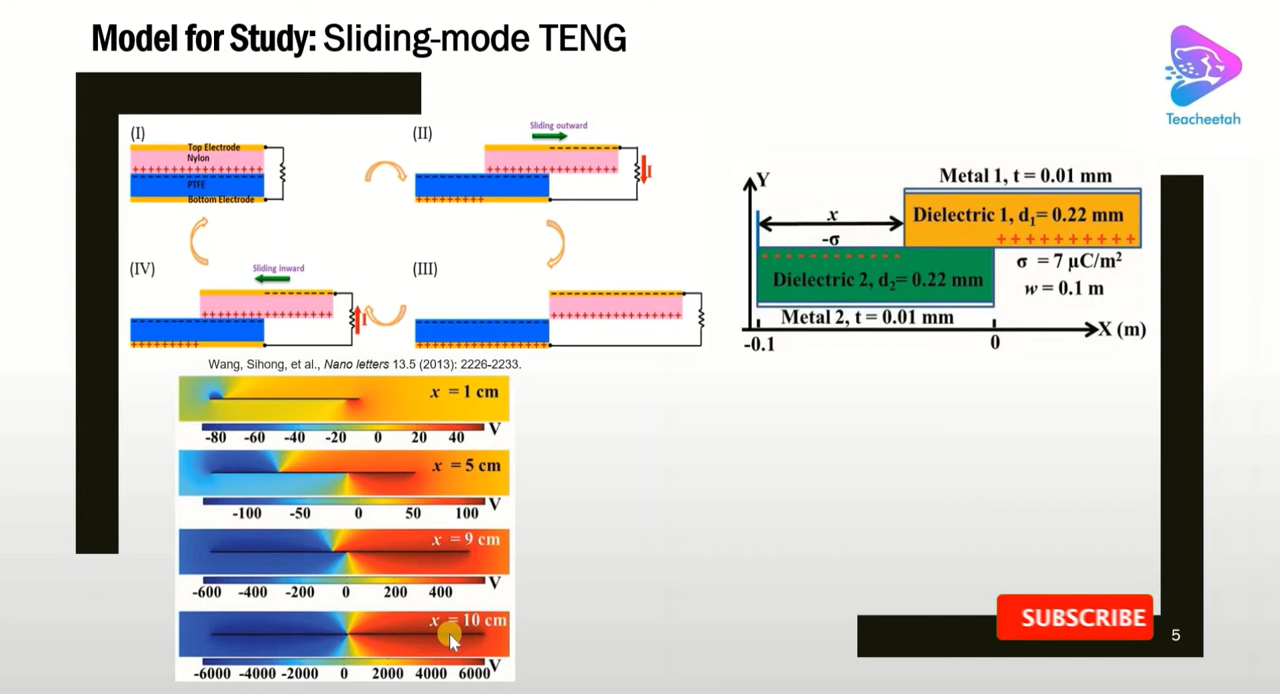 Model for Study: Sliding-mode TENG
Teacheetah
(I)
Top Electrode
Nylon
+++++++++++++++++
PTFE
Bottom Electrode
(II)
Sliding outward
I
(IV)
Sliding inward
I
(III)
Wang, Sihong, et al., Nano letters 13.5 (2013): 2226-2233.
x = 1 cm
-80 -60 -40 -20 0 20 40 V
x = 5 cm
-100 -50 0 50 100 V
x = 9 cm
-600 -400 -200 0 200 400 V
x = 10 cm
-6000 -4000 -2000 0 2000 4000 6000 V
Y
Metal 1, t = 0.01 mm
x
Dielectric 1, d₁= 0.22 mm
+ + + + + + + + + +
-σ
σ = 7 μC/m²
Dielectric 2, d₂= 0.22 mm
w = 0.1 m
Metal 2, t = 0.01 mm
X (m)
-0.1 0
SUBSCRIBE
5